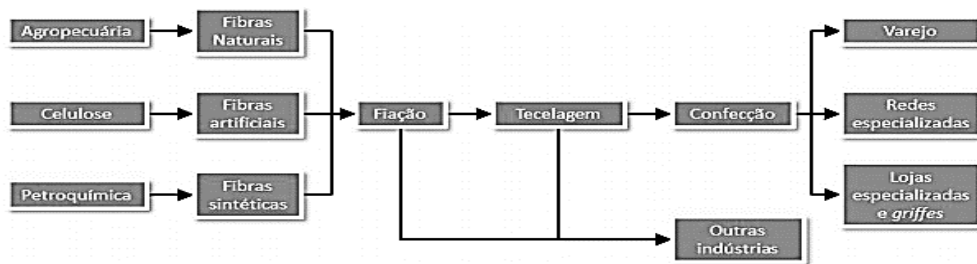 Agropecuária
Fibras
Naturais
Varejo
Celulose
Fibras
artificiais
Fiação
Tecelagem
Confecção
Redes
especializadas
Petroquímica
Fibras
sintéticas
Lojas
especializadas
e griffes
Outras
indústrias